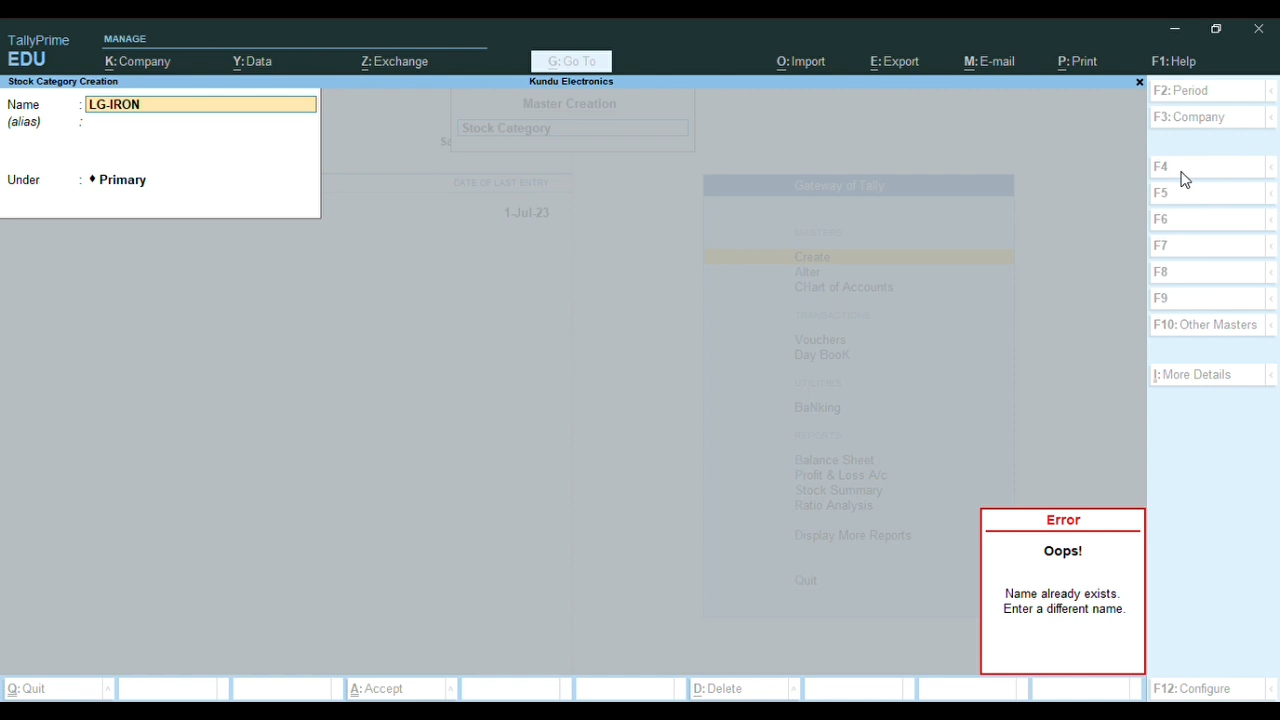 TallyPrime
EDU
MANAGE
K: Company
Y: Data
Z: Exchange
G: Go To
O: Import
E: Export
M: E-mail
P: Print
F1: Help
Stock Category Creation
Kundu Electronics
Name : LG-IRON
(alias) :
Under : ♦ Primary
Master Creation
Stock Category
DATE OF LAST ENTRY
1-Jul-23
Gateway of Tally
MASTERS
Create
Alter
CHart of Accounts
TRANSACTIONS
Vouchers
Day BooK
UTILITIES
BaNking
REPORTS
Balance Sheet
Profit & Loss A/c
Stock Summary
Ratio Analysis
Display More Reports
Quit
Error
Oops!
Name already exists.
Enter a different name.
F2: Period
F3: Company
F4
F5
F6
F7
F8
F9
F10: Other Masters
I: More Details
Q: Quit
A: Accept
D: Delete
F12: Configure